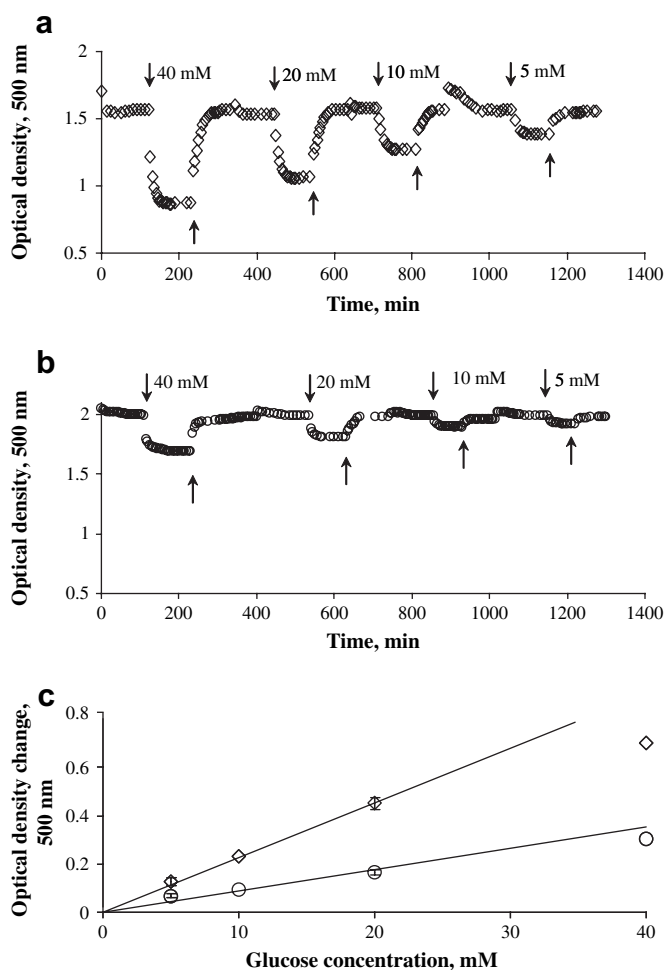 a
40 mM
20 mM
10 mM
5 mM
Optical density, 500 nm
2
1.5
1
0.5
0
200
400
600
800
1000
1200
1400
Time, min
b
40 mM
20 mM
10 mM
5 mM
Optical density, 500 nm
2
1.5
1
0.5
0
200
400
600
800
1000
1200
1400
Time, min
c
Optical density change,
500 nm
0.8
0.6
0.4
0.2
0
0
10
20
30
40
Glucose concentration, mM